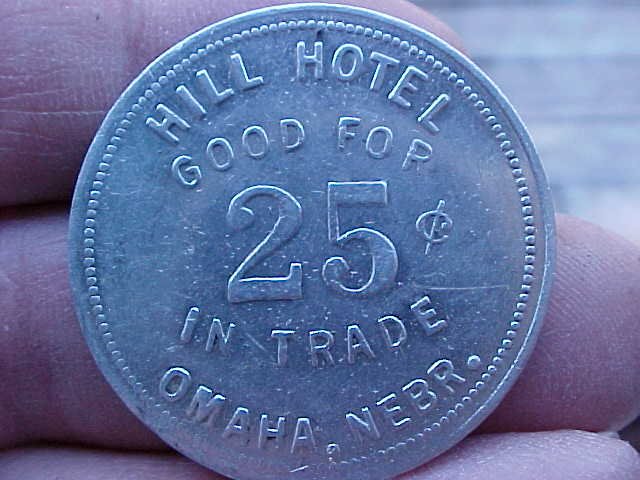 HILL HOTEL
GOOD FOR
25¢
IN TRADE
OMAHA, NEBR.